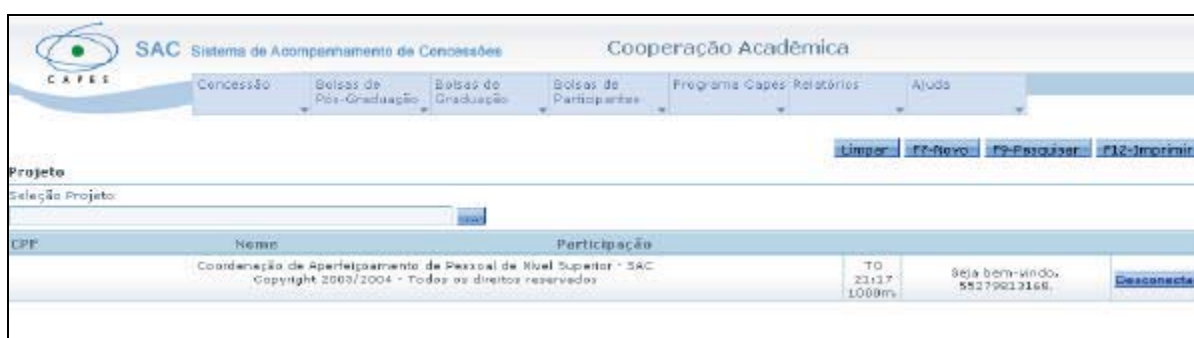 SAC Sistema de Acompanhamento de Concessões
Cooperação Acadêmica
CAPES
Concessão
Bolsas de Pós-Graduação
Bolsas de Graduação
Bolsas de Participantes
Programa Capes
Relatórios
Ajuda
Limpar F7-Novo F9-Pesquisar F12-Imprimir
Projeto
Seleção Projeto:
...
CPF Nome Participação
Coordenação de Aperfeiçoamento de Pessoal de Nível Superior - SAC
Copyright 2003/2004 - Todos os direitos reservados
TO
Seja bem-vindo,
Desconecta